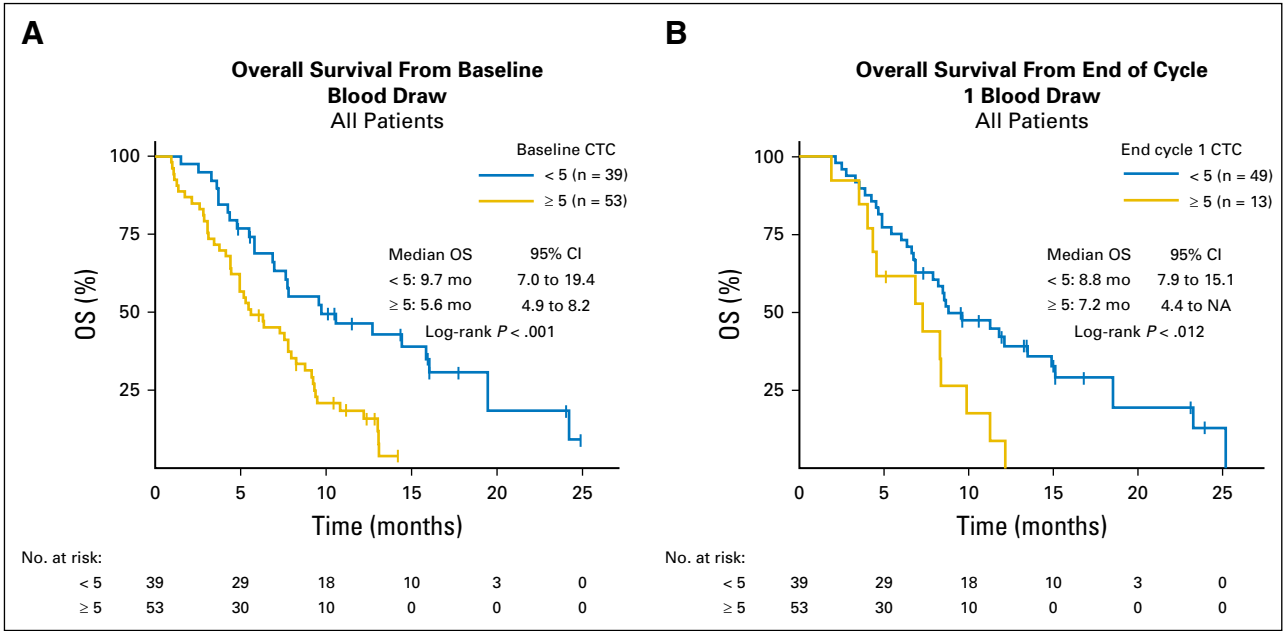 A
Overall Survival From Baseline
Blood Draw
All Patients
Baseline CTC
< 5 (n = 39)
≥ 5 (n = 53)
Median OS 95% CI
< 5: 9.7 mo 7.0 to 19.4
≥ 5: 5.6 mo 4.9 to 8.2
Log-rank P < .001
OS (%)
100
75
50
25
0 5 10 15 20 25
Time (months)
No. at risk:
< 5 39 29 18 10 3 0
≥ 5 53 30 10 0 0 0
B
Overall Survival From End of Cycle
1 Blood Draw
All Patients
End cycle 1 CTC
< 5 (n = 49)
≥ 5 (n = 13)
Median OS 95% CI
< 5: 8.8 mo 7.9 to 15.1
≥ 5: 7.2 mo 4.4 to NA
Log-rank P < .012
OS (%)
100
75
50
25
0 5 10 15 20 25
Time (months)
No. at risk:
< 5 39 29 18 10 3 0
≥ 5 53 30 10 0 0 0